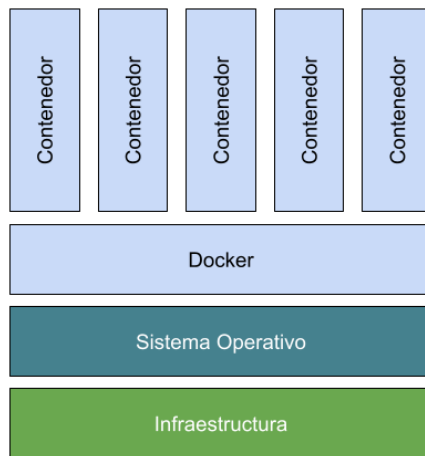 Contenedor
Contenedor
Contenedor
Contenedor
Contenedor
Docker
Sistema Operativo
Infraestructura